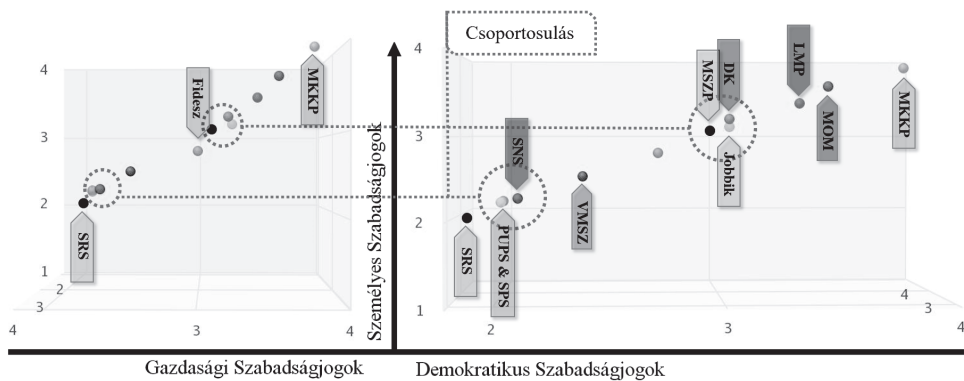 Csoportosulás
4
3
2
1
2
3
4
3
4
Fidesz
MKKP
SRS
Személyes Szabadságjogok
4
3
2
1
2
3
4
3
4
SRS
PUPS & SPS
SNS
VMSZ
MSZP
DK
Jobbik
LMP
MOM
MKKP
Gazdasági Szabadságjogok
Demokratikus Szabadságjogok